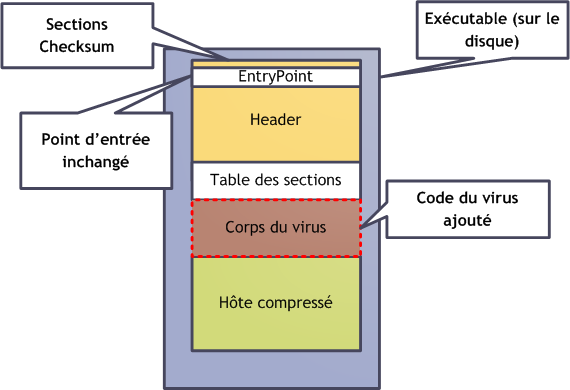 Sections
Checksum
Exécutable (sur le
disque)
EntryPoint
Point d’entrée
inchangé
Header
Table des sections
Code du virus
ajouté
Corps du virus
Hôte compressé